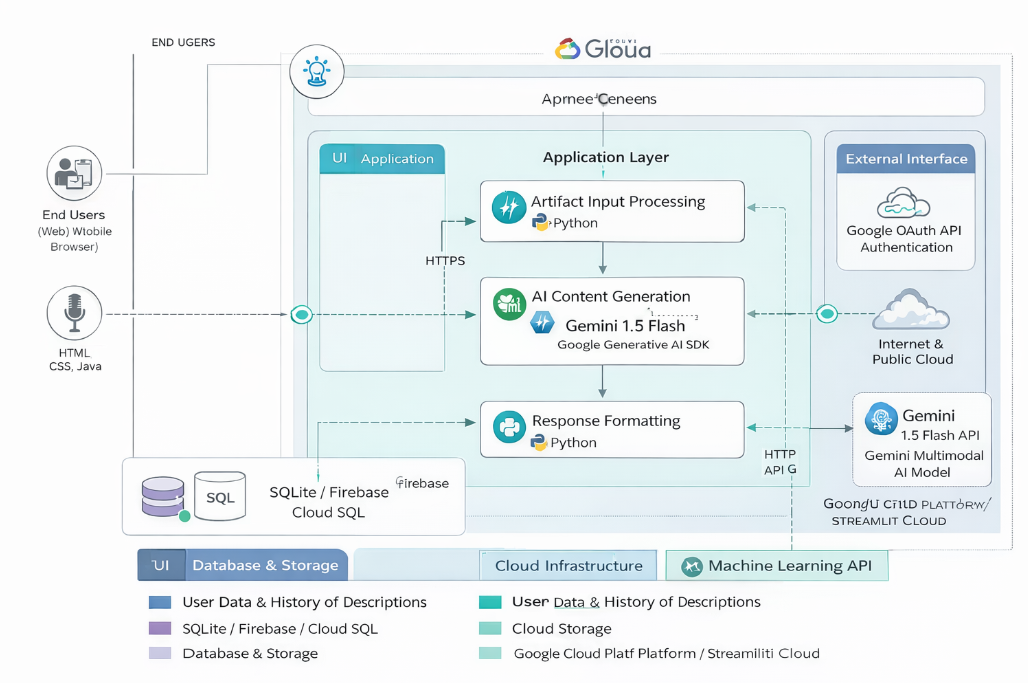 END UGERS
Gloua
Aprnee Ceneens
UI Application
Application Layer
External Interface
Artifact Input Processing
Python
Google OAuth API
Authentication
End Users
(Web) Wtobile
Browser)
HTTPS
AI Content Generation
Gemini 1.5 Flash
Google Generative AI SDK
Internet &
Public Cloud
HTML
CSS, Java
Response Formatting
Python
Gemini
1.5 Flash API
Gemini Multimodal
AI Model
HTTP
API G
SQL
SQLite / Firebase
Firebase
Cloud SQL
PLATFORM/
STREAMLIT CLOUD
UI Database & Storage
Cloud Infrastructure
Machine Learning API
User Data & History of Descriptions
SQLite / Firebase / Cloud SQL
Database & Storage
User Data & History of Descriptions
Cloud Storage
Google Cloud Platf Platform / Streamiliti Cloud